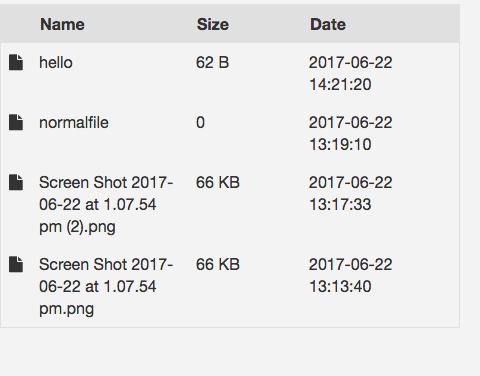 Name Size Date
hello 62 B 2017-06-22
14:21:20
normalfile 0 2017-06-22
13:19:10
Screen Shot 2017- 66 KB 2017-06-22
06-22 at 1.07.54 13:17:33
pm (2).png
Screen Shot 2017- 66 KB 2017-06-22
06-22 at 1.07.54 13:13:40
pm.png